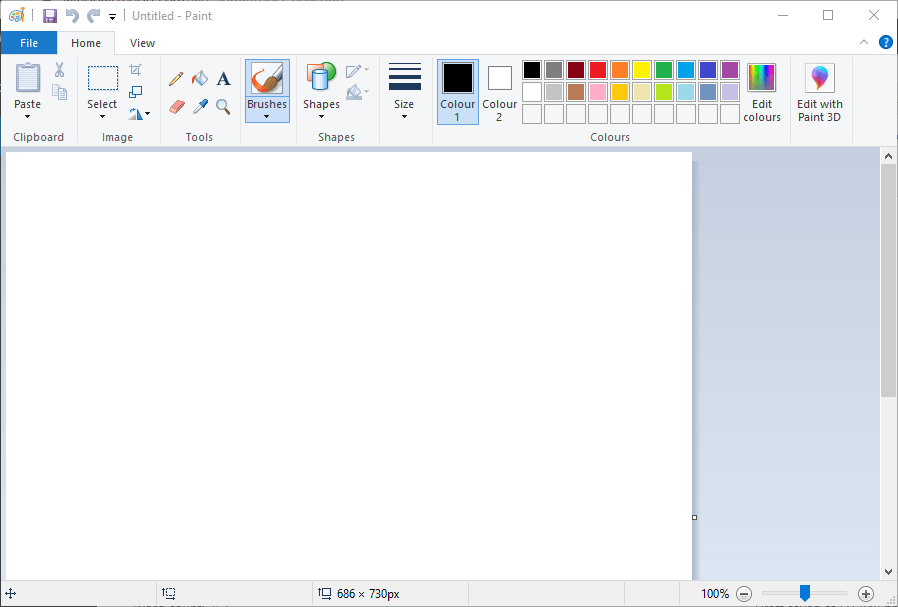 Untitled - Paint
File Home View
Paste
Select
Brushes
Shapes
Size
Colour 1
Colour 2
Edit colours
Edit with Paint 3D
Clipboard
Image
Tools
A
Shapes
Colours
686 × 730px
100%